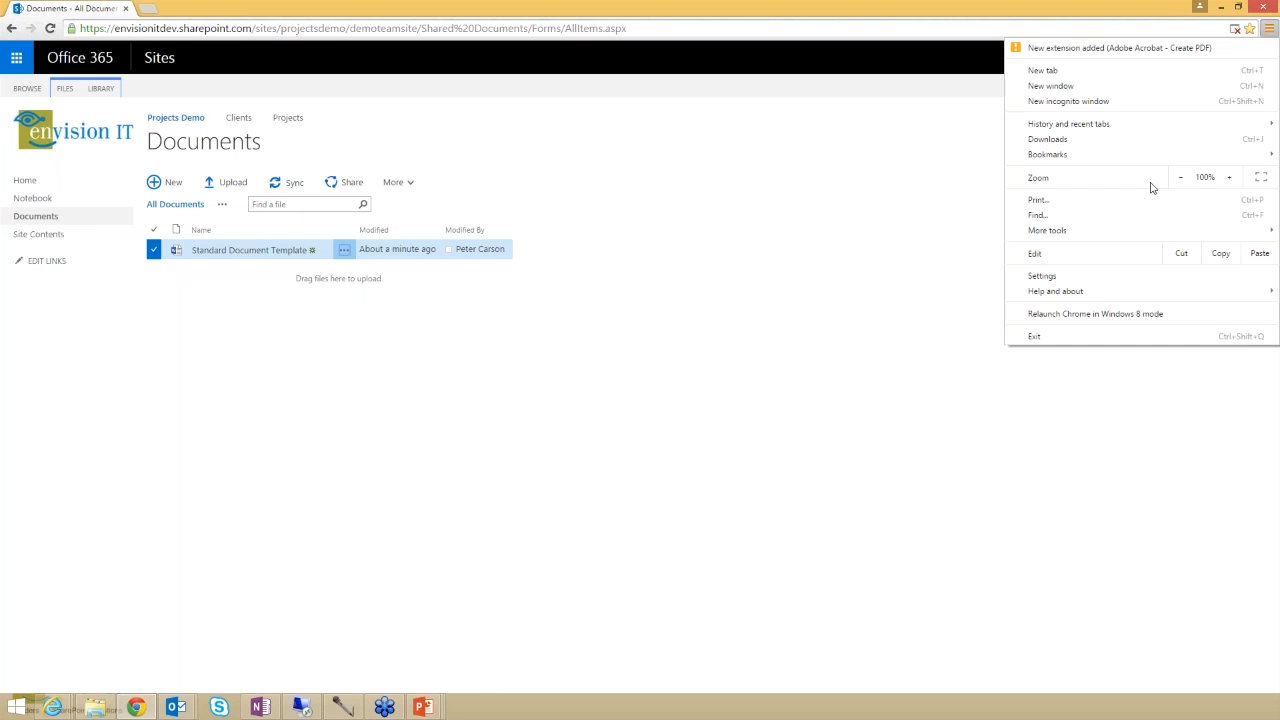 Documents - All Docume
https://envisionitdev.sharepoint.com/sites/projectsdemo/demoteamsite/Shared%20Documents/Forms/AllItems.aspx
Office 365
Sites
BROWSE
FILES
LIBRARY
envision IT
Projects Demo
Clients
Projects
Documents
New
Upload
Sync
Share
More
All Documents
Find a file
Name
Modified
Modified By
Standard Document Template
About a minute ago
Peter Carson
Drag files here to upload
Home
Notebook
Documents
Site Contents
EDIT LINKS
New extension added (Adobe Acrobat - Create PDF)
New tab Ctrl+T
New window Ctrl+N
New incognito window Ctrl+Shift+N
History and recent tabs
Downloads Ctrl+J
Bookmarks
Zoom - 100% +
Print... Ctrl+P
Find... Ctrl+F
More tools
Edit Cut Copy Paste
Settings
Help and about
Relaunch Chrome in Windows 8 mode
Exit Ctrl+Shift+Q